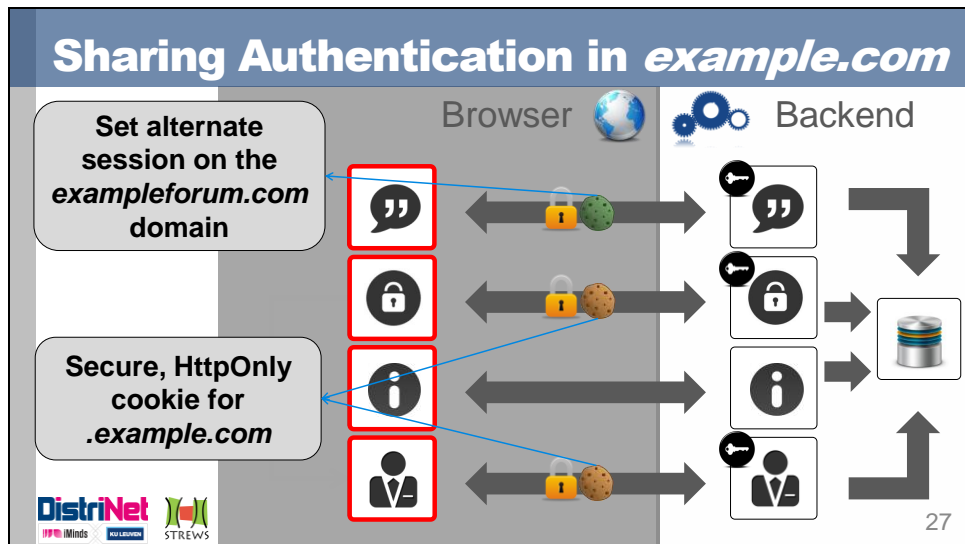 Sharing Authentication in example.com
Browser
Backend
Set alternate
session on the
exampleforum.com
domain
Secure, HttpOnly
cookie for
.example.com
DistriNet
iMinds
KU LEUVEN
STREWS
27